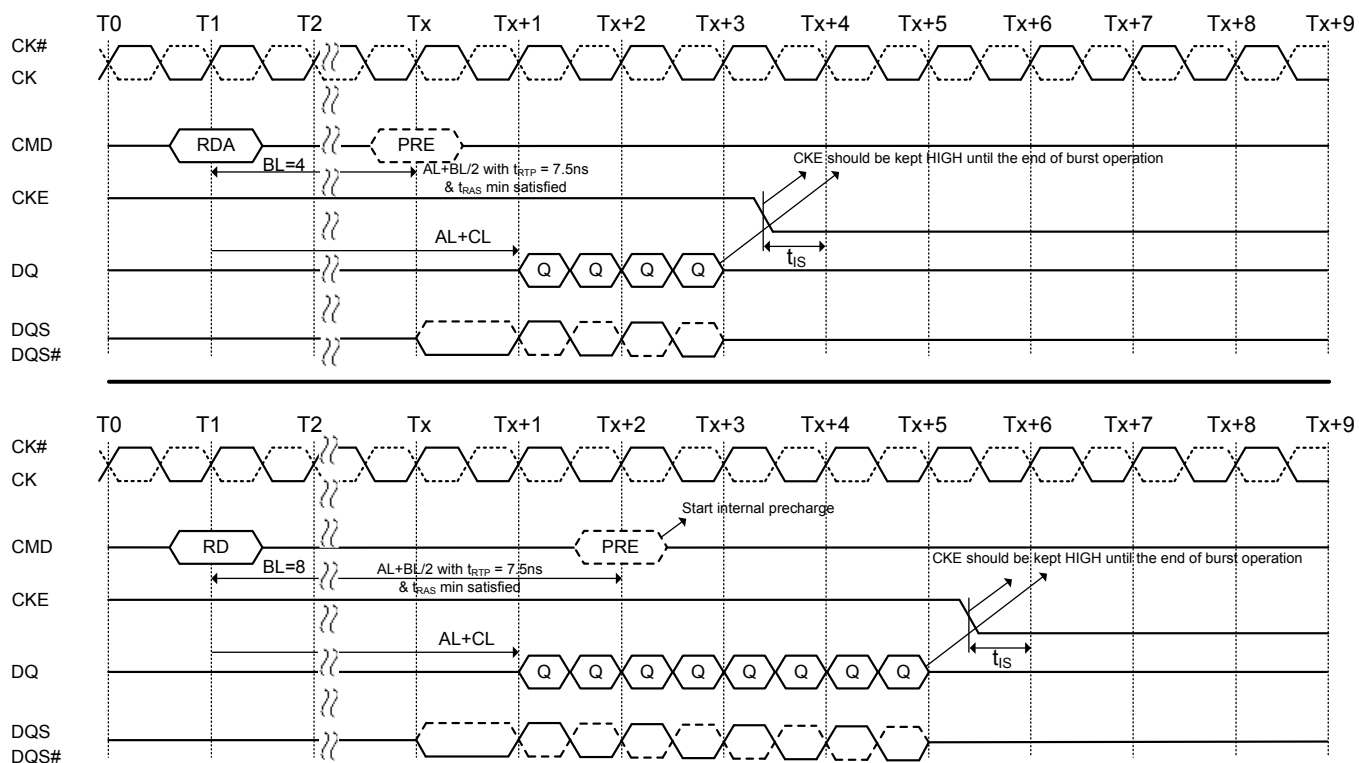 T0 T1 T2 Tx Tx+1 Tx+2 Tx+3 Tx+4 Tx+5 Tx+6 Tx+7 Tx+8 Tx+9
CK#
CK
CMD RDA PRE
BL=4 AL+BL/2 with tRTP = 7.5ns
& tRAS min satisfied
CKE should be kept HIGH until the end of burst operation
CKE
AL+CL
tIS
DQ Q Q Q Q
DQS
DQS#
T0 T1 T2 Tx Tx+1 Tx+2 Tx+3 Tx+4 Tx+5 Tx+6 Tx+7 Tx+8 Tx+9
CK#
CK
Start internal precharge
CMD RD PRE
CKE should be kept HIGH until the end of burst operation
BL=8 AL+BL/2 with tRTP = 7.5ns
& tRAS min satisfied
CKE
AL+CL
tIS
DQ Q Q Q Q Q Q Q Q
DQS
DQS#